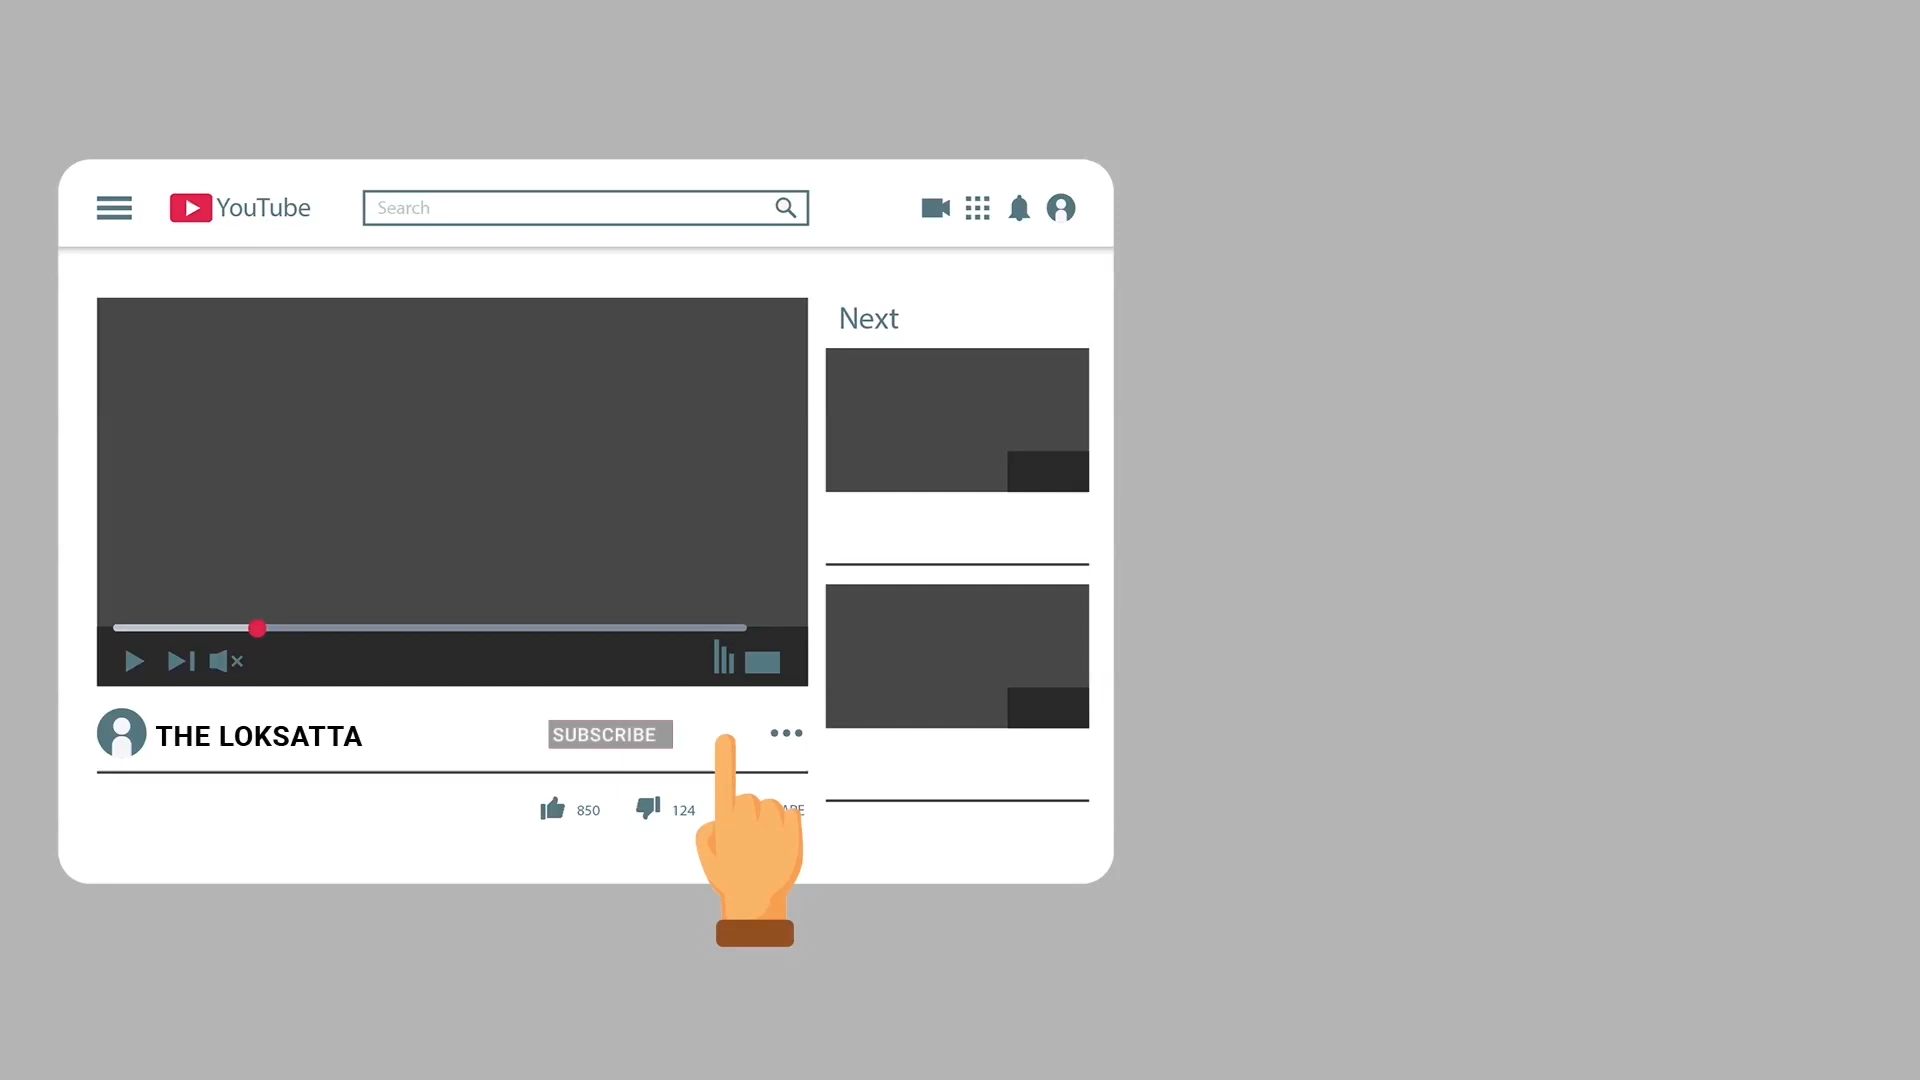 YouTube
Search
Next
THE LOKSATTA
SUBSCRIBE
850
124